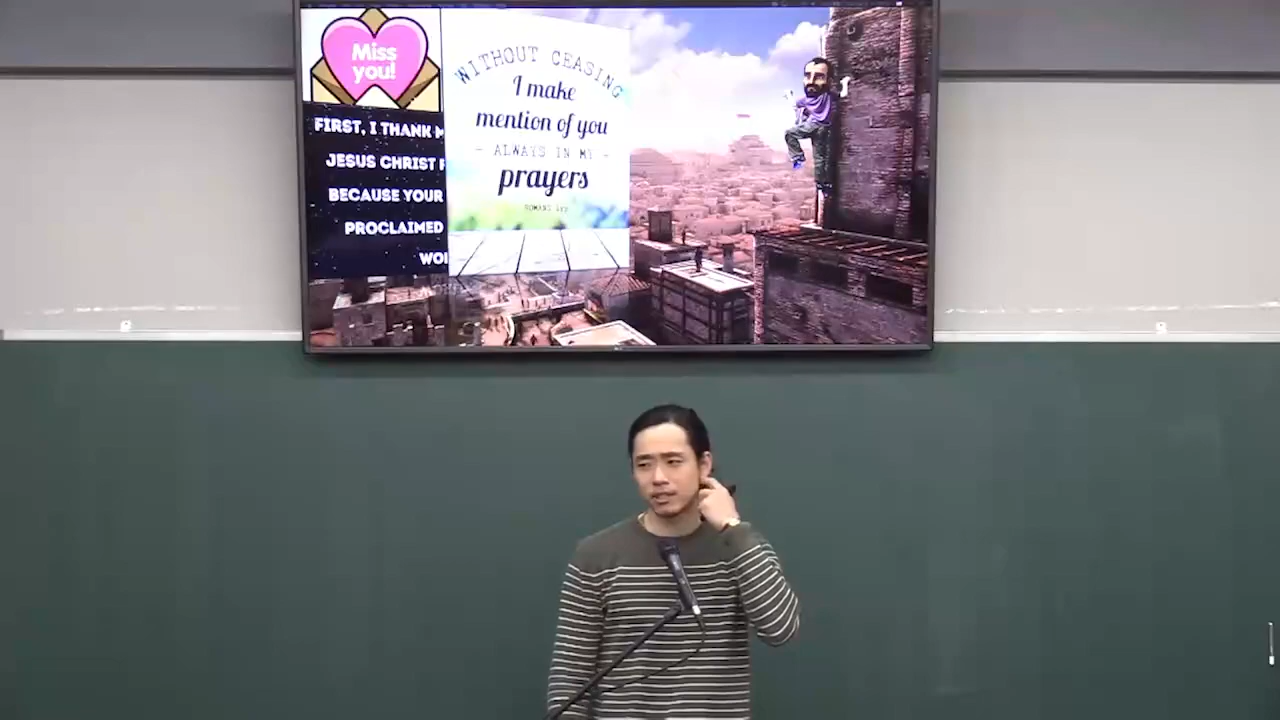 Miss
you!
FIRST, I THANK
JESUS CHRIST
BECAUSE YOUR
PROCLAIMED
WITHOUT CEASING
I make
mention of you
- ALWAYS IN MY -
prayers
ROMANS